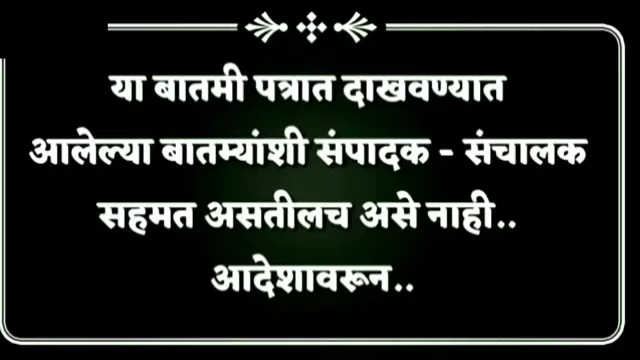 या बातमी पत्रात दाखवण्यात
आलेल्या बातम्यांशी संपादक - संचालक
सहमत असतीलच असे नाही..
आदेशावरून..